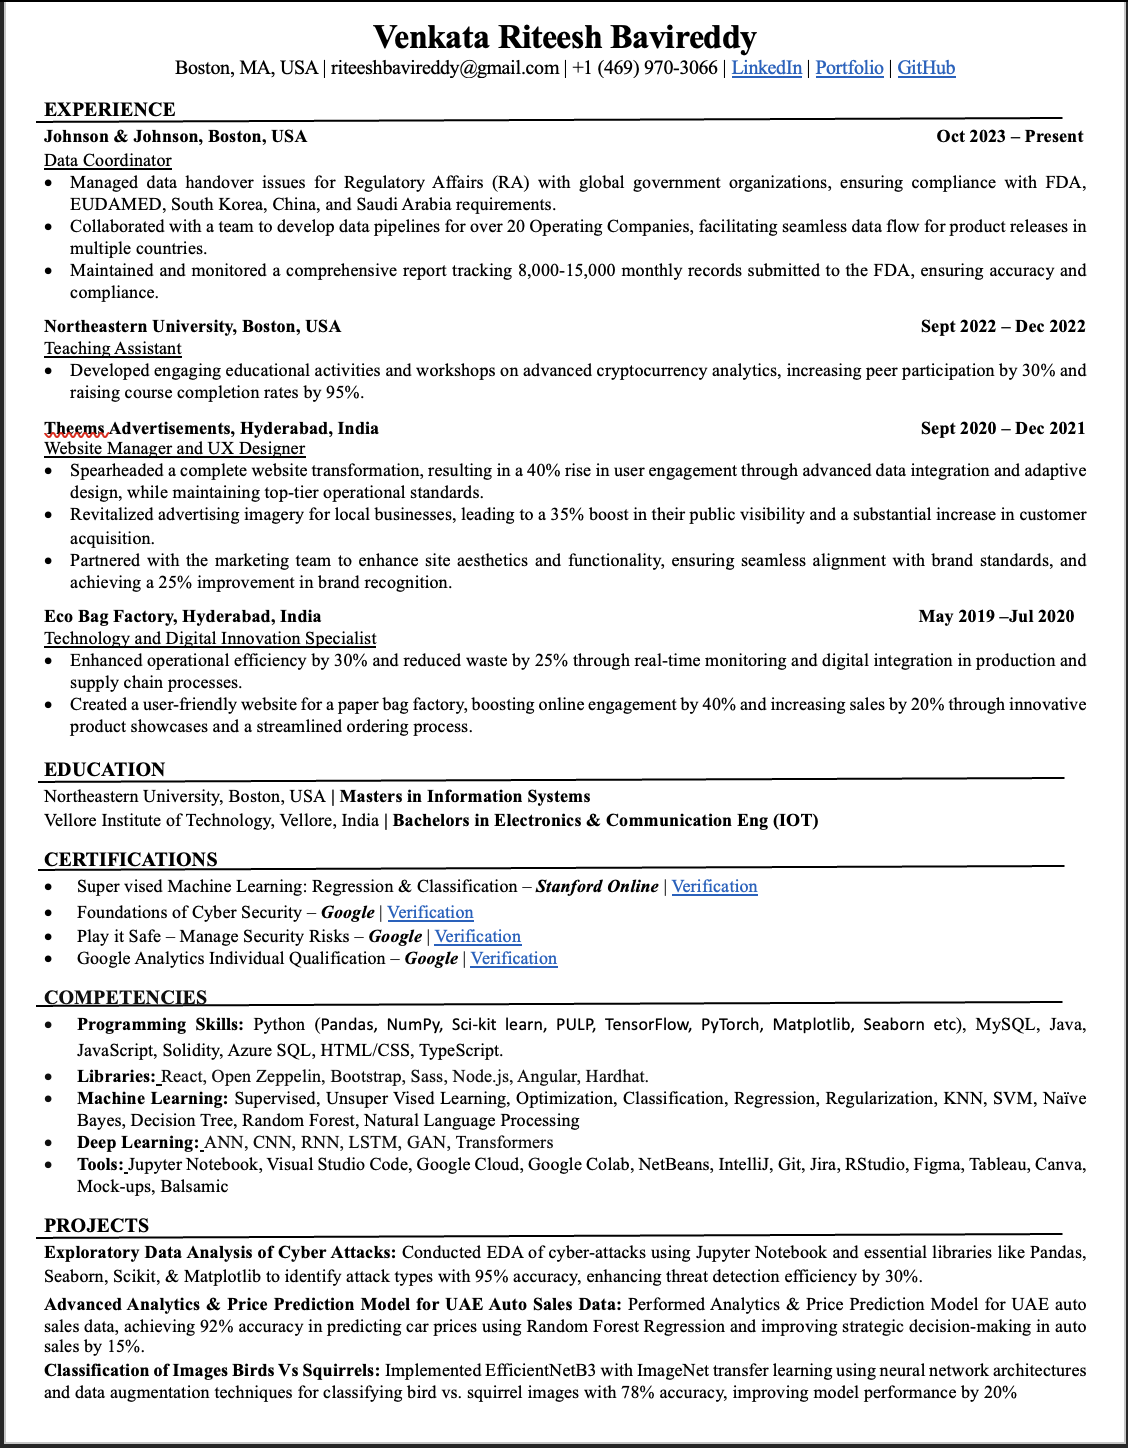 Venkata Riteesh Bavireddy
Boston, MA, USA | riteeshbavireddy@gmail.com | +1 (469) 970-3066 | LinkedIn | Portfolio | GitHub
EXPERIENCE
Johnson & Johnson, Boston, USA Oct 2023 – Present
Data Coordinator
• Managed data handover issues for Regulatory Affairs (RA) with global government organizations, ensuring compliance with FDA,
EUDAMED, South Korea, China, and Saudi Arabia requirements.
• Collaborated with a team to develop data pipelines for over 20 Operating Companies, facilitating seamless data flow for product releases in
multiple countries.
• Maintained and monitored a comprehensive report tracking 8,000-15,000 monthly records submitted to the FDA, ensuring accuracy and
compliance.
Northeastern University, Boston, USA Sept 2022 – Dec 2022
Teaching Assistant
• Developed engaging educational activities and workshops on advanced cryptocurrency analytics, increasing peer participation by 30% and
raising course completion rates by 95%.
Theems Advertisements, Hyderabad, India Sept 2020 – Dec 2021
Website Manager and UX Designer
• Spearheaded a complete website transformation, resulting in a 40% rise in user engagement through advanced data integration and adaptive
design, while maintaining top-tier operational standards.
• Revitalized advertising imagery for local businesses, leading to a 35% boost in their public visibility and a substantial increase in customer
acquisition.
• Partnered with the marketing team to enhance site aesthetics and functionality, ensuring seamless alignment with brand standards, and
achieving a 25% improvement in brand recognition.
Eco Bag Factory, Hyderabad, India May 2019 –Jul 2020
Technology and Digital Innovation Specialist
• Enhanced operational efficiency by 30% and reduced waste by 25% through real-time monitoring and digital integration in production and
supply chain processes.
• Created a user-friendly website for a paper bag factory, boosting online engagement by 40% and increasing sales by 20% through innovative
product showcases and a streamlined ordering process.
EDUCATION
Northeastern University, Boston, USA | Masters in Information Systems
Vellore Institute of Technology, Vellore, India | Bachelors in Electronics & Communication Eng (IOT)
CERTIFICATIONS
• Super vised Machine Learning: Regression & Classification – Stanford Online | Verification
• Foundations of Cyber Security – Google | Verification
• Play it Safe – Manage Security Risks – Google | Verification
• Google Analytics Individual Qualification – Google | Verification
COMPETENCIES
• Programming Skills: Python (Pandas, NumPy, Sci-kit learn, PULP, TensorFlow, PyTorch, Matplotlib, Seaborn etc), MySQL, Java,
JavaScript, Solidity, Azure SQL, HTML/CSS, TypeScript.
• Libraries: React, Open Zeppelin, Bootstrap, Sass, Node.js, Angular, Hardhat.
• Machine Learning: Supervised, Unsuper Vised Learning, Optimization, Classification, Regression, Regularization, KNN, SVM, Naïve
Bayes, Decision Tree, Random Forest, Natural Language Processing
• Deep Learning: ANN, CNN, RNN, LSTM, GAN, Transformers
• Tools: Jupyter Notebook, Visual Studio Code, Google Cloud, Google Colab, NetBeans, IntelliJ, Git, Jira, RStudio, Figma, Tableau, Canva,
Mock-ups, Balsamic
PROJECTS
Exploratory Data Analysis of Cyber Attacks: Conducted EDA of cyber-attacks using Jupyter Notebook and essential libraries like Pandas,
Seaborn, Scikit, & Matplotlib to identify attack types with 95% accuracy, enhancing threat detection efficiency by 30%.
Advanced Analytics & Price Prediction Model for UAE Auto Sales Data: Performed Analytics & Price Prediction Model for UAE auto
sales data, achieving 92% accuracy in predicting car prices using Random Forest Regression and improving strategic decision-making in auto
sales by 15%.
Classification of Images Birds Vs Squirrels: Implemented EfficientNetB3 with ImageNet transfer learning using neural network architectures
and data augmentation techniques for classifying bird vs. squirrel images with 78% accuracy, improving model performance by 20%